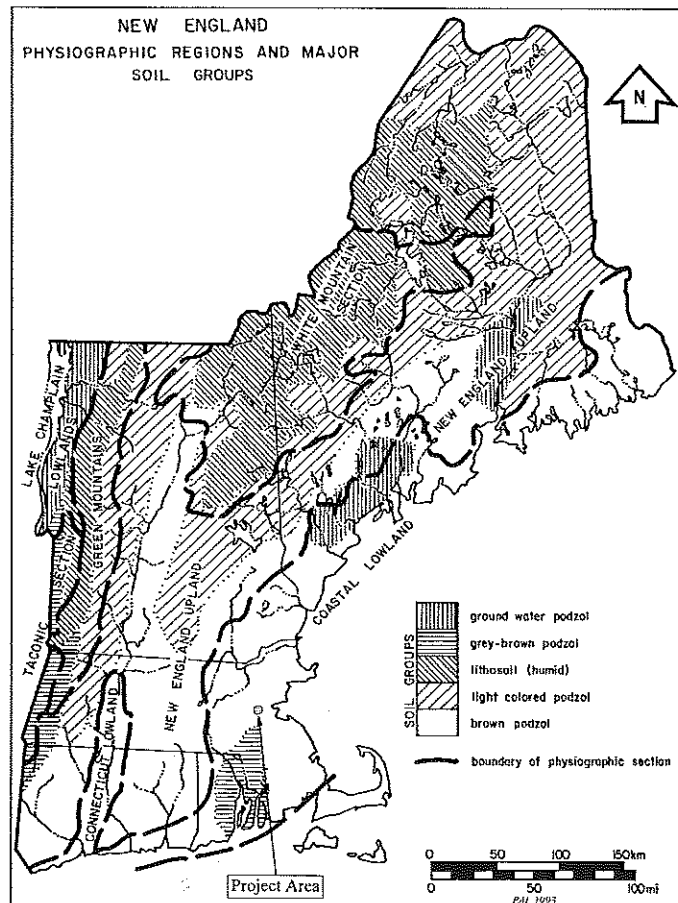 NEW ENGLAND
PHYSIOGRAPHIC REGIONS AND MAJOR
SOIL GROUPS
N
WHITE MOUNTAIN
SECTION
NEW ENGLAND UPLAND
LAKE CHAMPLAIN
LOWLANDS
GREEN MOUNTAINS
TACONIC
SECTION
COASTAL LOWLAND
NEW ENGLAND UPLAND
CONNECTICUT LOWLAND
SOIL GROUPS
ground water podzol
grey-brown podzol
lithosoil (humid)
light colored podzol
brown podzol
boundary of physiographic section
Project Area
0 50 100 150km
0 50 100mi
PAL 1993